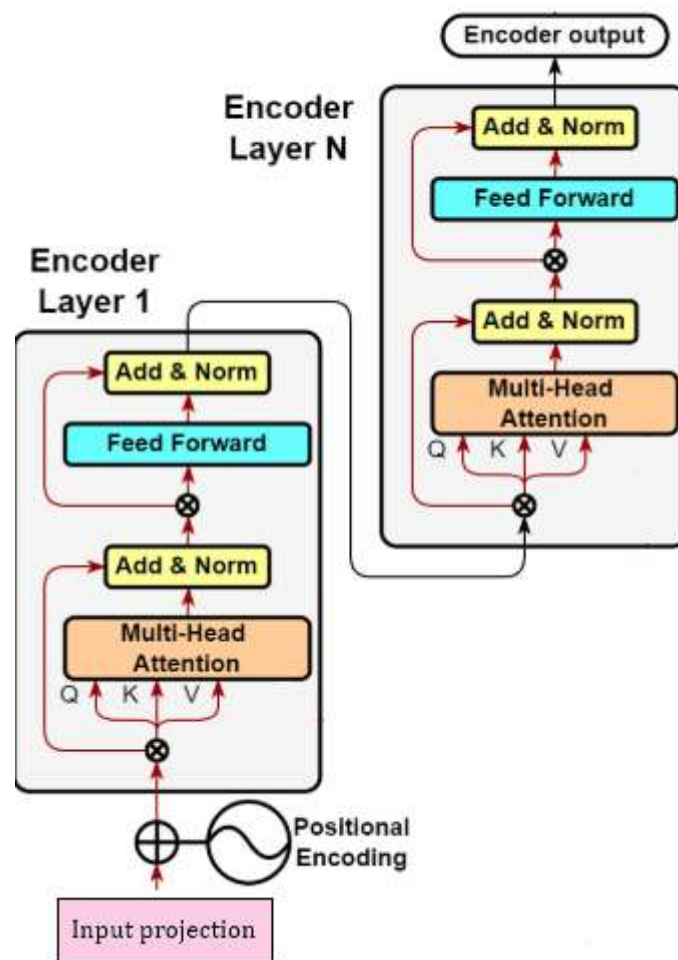 Encoder output
Encoder
Layer N
Add & Norm
Feed Forward
Add & Norm
Multi-Head
Attention
Q K V
Encoder
Layer 1
Add & Norm
Feed Forward
Add & Norm
Multi-Head
Attention
Q K V
Positional
Encoding
Input projection